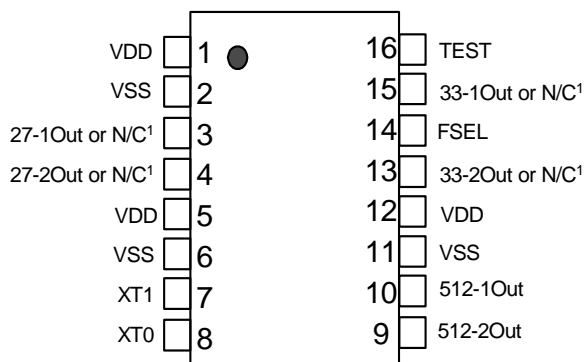 VDD 1 16 TEST
VSS 2 15 33-1Out or N/C¹
27-1Out or N/C¹ 3 14 FSEL
27-2Out or N/C¹ 4 13 33-2Out or N/C¹
VDD 5 12 VDD
VSS 6 11 VSS
XT1 7 10 512-1Out
XT0 8 9 512-2Out